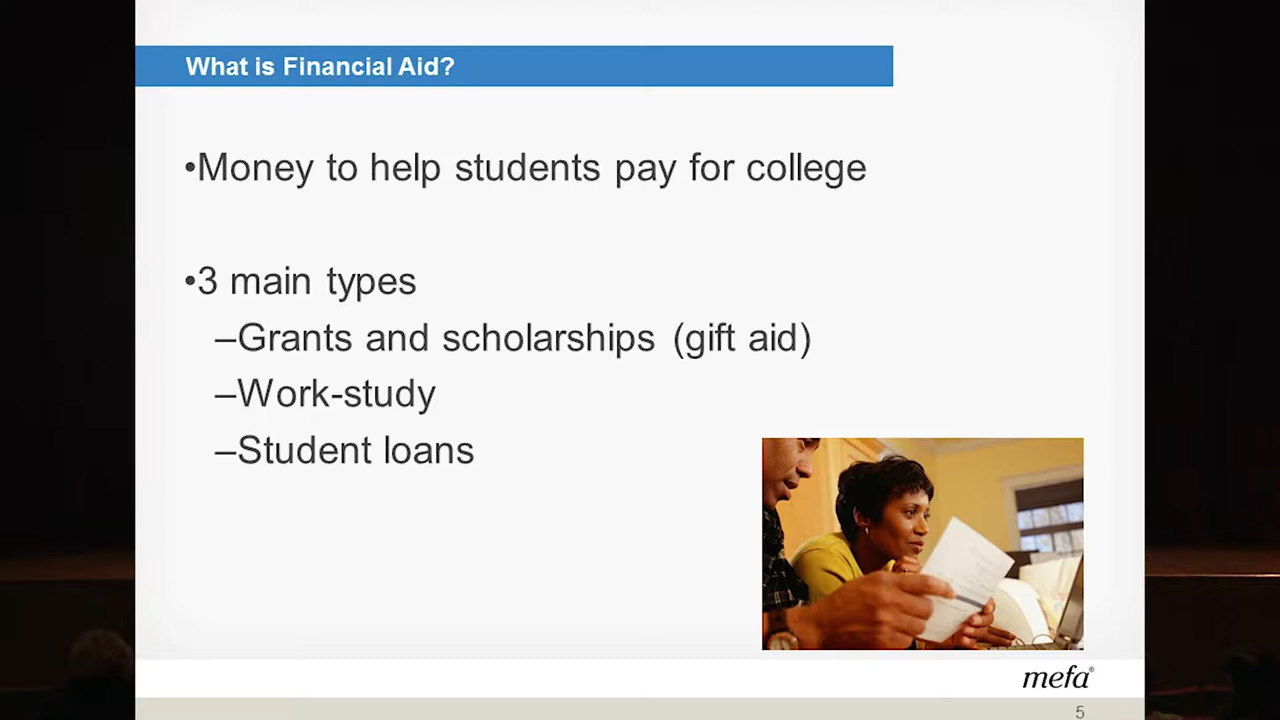 What is Financial Aid?
•Money to help students pay for college
•3 main types
–Grants and scholarships (gift aid)
–Work-study
–Student loans
mefa®
5